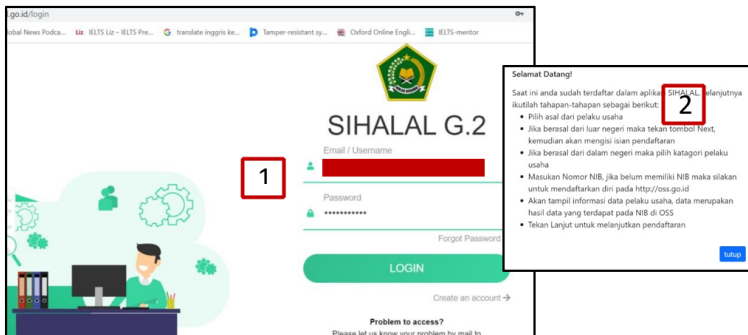 .go.id/login
lobal News Podca...
Liz IELTS Liz – IELTS Pre...
translate inggris ke...
Tamper-resistant sy...
Oxford Online Engli...
IELTS-mentor
SIHALAL G.2
Email / Username
1
Password
Forgot Password
LOGIN
Create an account →
Problem to access?
Please let us know your problem by mail to
Selamat Datang!
Saat ini anda sudah terdaftar dalam aplikasi SIHALAL, selanjutnya
ikutilah tahapan-tahapan sebagai berikut:
2
• Pilih asal dari pelaku usaha
• Jika berasal dari luar negeri maka tekan tombol Next,
kemudian akan mengisi isian pendaftaran
• Jika berasal dari dalam negeri maka pilih katagori pelaku
usaha
• Masukan Nomor NIB, jika belum memiliki NIB maka silakan
untuk mendaftarkan diri pada http://oss.go.id
• Akan tampil informasi data pelaku usaha, data merupakan
hasil data yang terdapat pada NIB di OSS
• Tekan Lanjut untuk melanjutkan pendaftaran
tutup